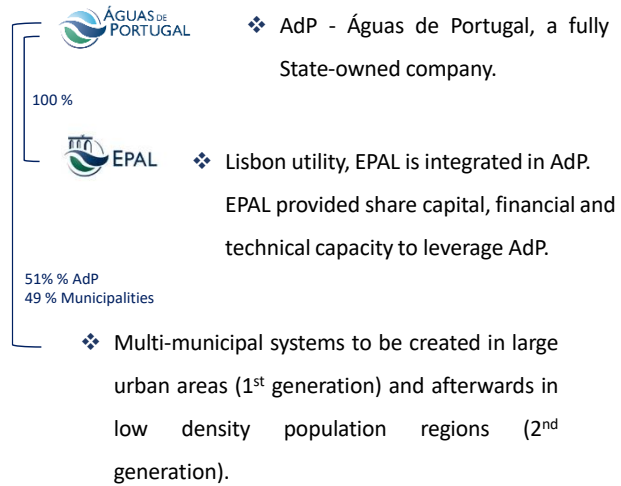 ÁGUAS DE
PORTUGAL
❖ AdP - Águas de Portugal, a fully
State-owned company.
100 %
EPAL
❖ Lisbon utility, EPAL is integrated in AdP.
EPAL provided share capital, financial and
technical capacity to leverage AdP.
51% % AdP
49 % Municipalities
❖ Multi-municipal systems to be created in large
urban areas (1st generation) and afterwards in
low density population regions (2nd
generation).